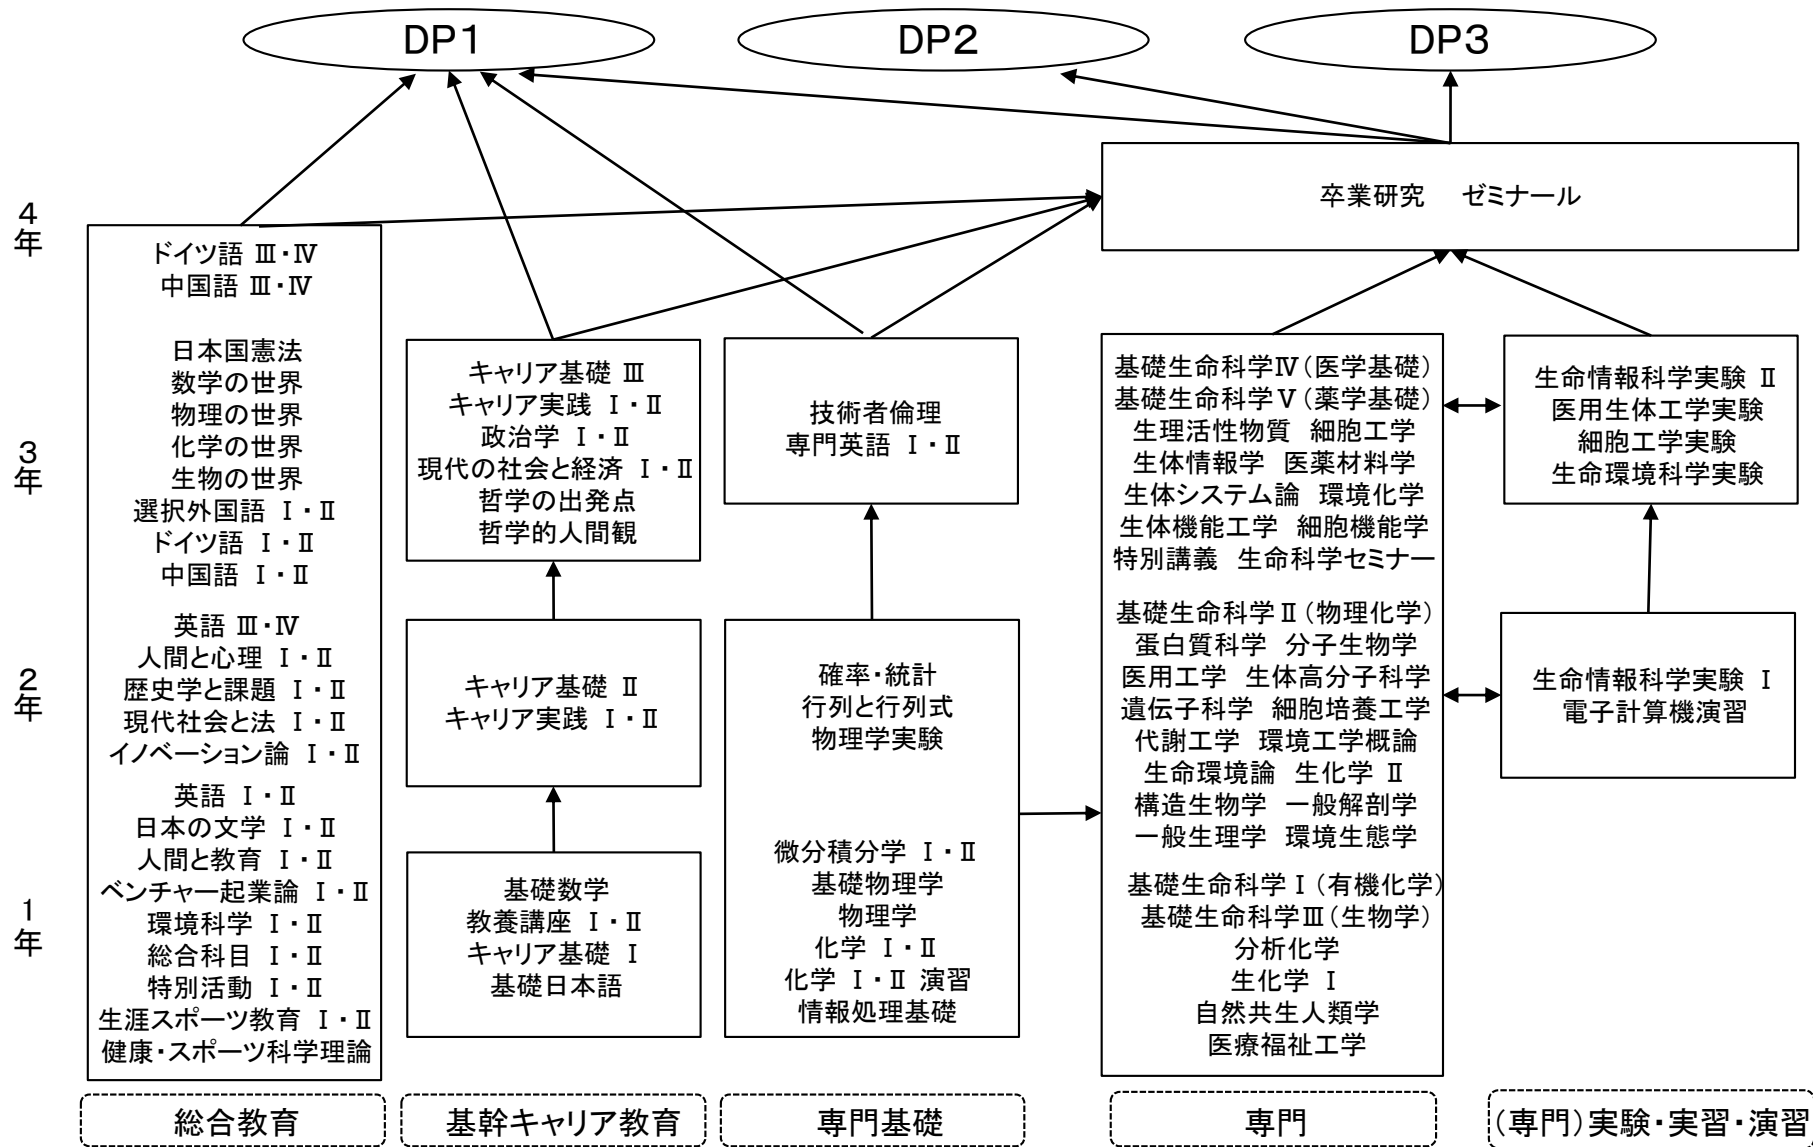 DP1
DP2
DP3
4
年
卒業研究 ゼミナール
ドイツ語 Ⅲ・Ⅳ
中国語 Ⅲ・Ⅳ
日本国憲法
数学の世界
物理の世界
化学の世界
生物の世界
選択外国語 Ⅰ・Ⅱ
ドイツ語 Ⅰ・Ⅱ
中国語 Ⅰ・Ⅱ
英語 Ⅲ・Ⅳ
人間と心理 Ⅰ・Ⅱ
歴史学と課題 Ⅰ・Ⅱ
現代社会と法 Ⅰ・Ⅱ
イノベーション論 Ⅰ・Ⅱ
英語 Ⅰ・Ⅱ
日本の文学 Ⅰ・Ⅱ
人間と教育 Ⅰ・Ⅱ
ベンチャー起業論 Ⅰ・Ⅱ
環境科学 Ⅰ・Ⅱ
総合科目 Ⅰ・Ⅱ
特別活動 Ⅰ・Ⅱ
生涯スポーツ教育 Ⅰ・Ⅱ
健康・スポーツ科学理論
3
年
キャリア基礎 Ⅲ
キャリア実践 Ⅰ・Ⅱ
政治学 Ⅰ・Ⅱ
現代の社会と経済 Ⅰ・Ⅱ
哲学の出発点
哲学的人間観
技術者倫理
専門英語 Ⅰ・Ⅱ
基礎生命科学Ⅳ(医学基礎)
基礎生命科学Ⅴ(薬学基礎)
生理活性物質 細胞工学
生体情報学 医薬材料学
生体システム論 環境化学
生体機能工学 細胞機能学
特別講義 生命科学セミナー
生命情報科学実験 Ⅱ
医用生体工学実験
細胞工学実験
生命環境科学実験
2
年
キャリア基礎 Ⅱ
キャリア実践 Ⅰ・Ⅱ
確率・統計
行列と行列式
物理学実験
基礎生命科学Ⅱ(物理化学)
蛋白質科学 分子生物学
医用工学 生体高分子科学
遺伝子科学 細胞培養工学
代謝工学 環境工学概論
生命環境論 生化学 Ⅱ
構造生物学 一般解剖学
一般生理学 環境生態学
生命情報科学実験 Ⅰ
電子計算機演習
1
年
基礎数学
教養講座 Ⅰ・Ⅱ
キャリア基礎 Ⅰ
基礎日本語
微分積分学 Ⅰ・Ⅱ
基礎物理学
物理学
化学 Ⅰ・Ⅱ
化学 Ⅰ・Ⅱ 演習
情報処理基礎
基礎生命科学Ⅰ(有機化学)
基礎生命科学Ⅲ(生物学)
分析化学
生化学 Ⅰ
自然共生人類学
医療福祉工学
総合教育
基幹キャリア教育
専門基礎
専門
(専門)実験・実習・演習